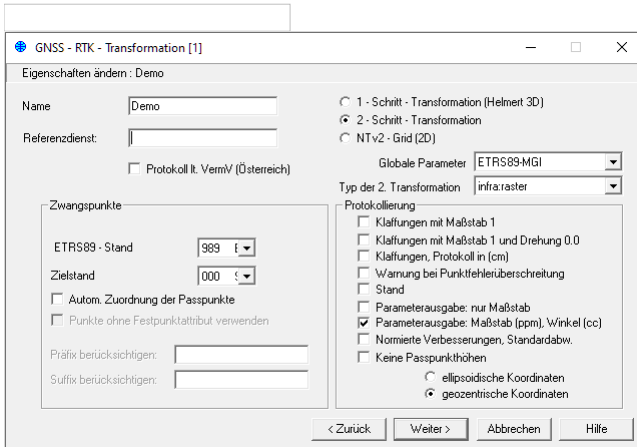 GNSS - RTK - Transformation [1]
Eigenschaften ändern : Demo
Name
Demo
Referenzdienst:
Protokoll lt. VermV (Österreich)
1 - Schritt - Transformation (Helmert 3D)
2 - Schritt - Transformation
NTv2 - Grid (2D)
Globale Parameter
ETRS89-MGI
Typ der 2. Transformation
infra:raster
Zwangspunkte
ETRS89 - Stand
989
Zielstand
000
Autom. Zuordnung der Passpunkte
Punkte ohne Festpunktattribut verwenden
Präfix berücksichtigen:
Suffix berücksichtigen:
Protokollierung
Klaffungen mit Maßstab 1
Klaffungen mit Maßstab 1 und Drehung 0.0
Klaffungen, Protokoll in (cm)
Warnung bei Punktfehlerüberschreitung
Stand
Parameterausgabe: nur Maßstab
Parameterausgabe: Maßstab (ppm), Winkel (cc)
Normierte Verbesserungen, Standardabw.
Keine Passpunkthöhen
ellipsoidische Koordinaten
geozentrische Koordinaten
< Zurück
Weiter >
Abbrechen
Hilfe